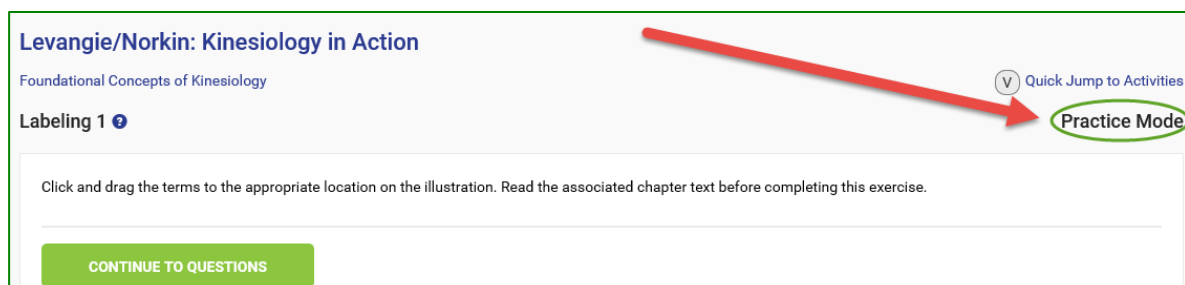 Levangie/Norkin: Kinesiology in Action
Foundational Concepts of Kinesiology
V Quick Jump to Activities
Labeling 1 ?
Practice Mode
Click and drag the terms to the appropriate location on the illustration. Read the associated chapter text before completing this exercise.
CONTINUE TO QUESTIONS